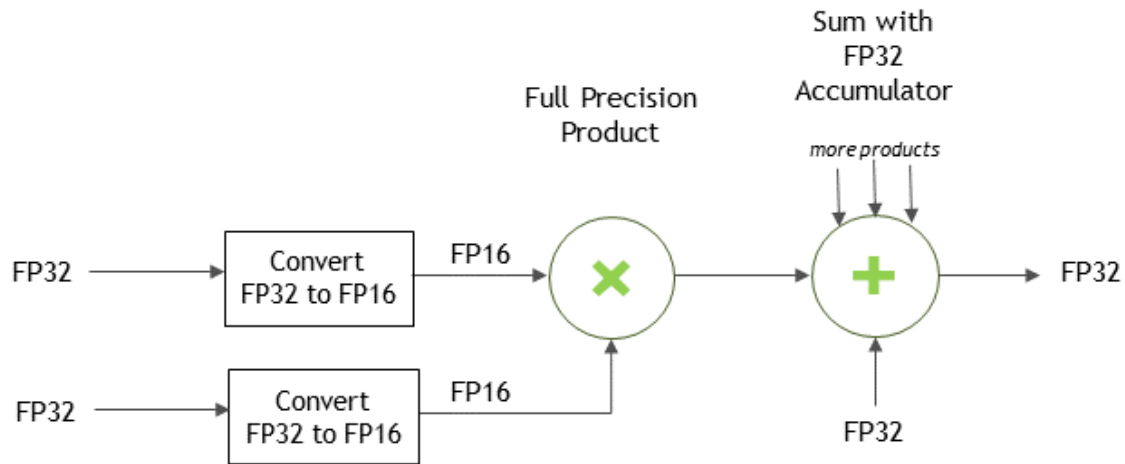 Sum with
FP32
Accumulator
Full Precision
Product
more products
FP32
Convert
FP32 to FP16
FP16
FP32
FP32
Convert
FP32 to FP16
FP16
FP32